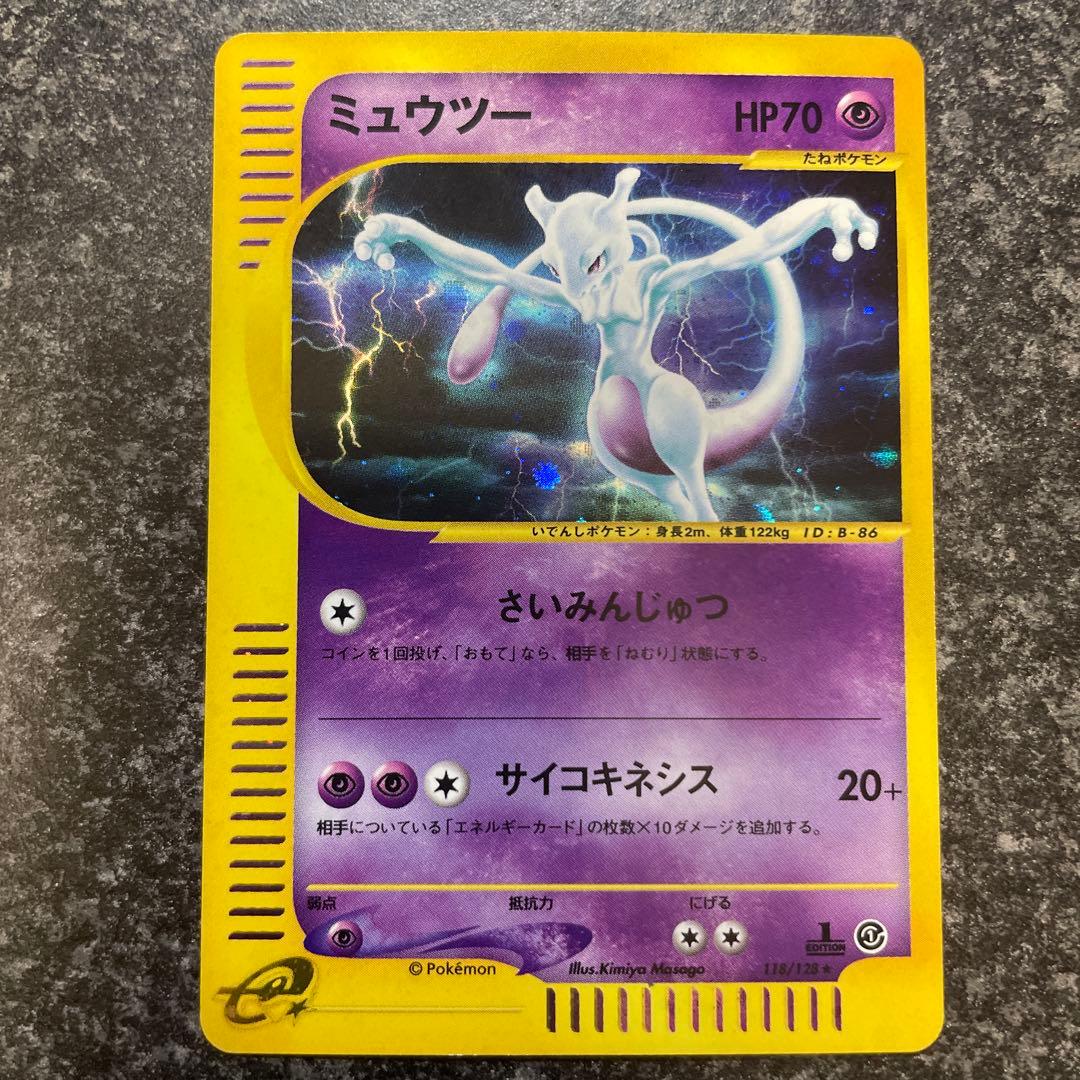 ミュウツー HP70
たねポケモン
いでんしポケモン：身長2m、体重122kg ID：B-86
さいみんじゅつ
コインを1回投げ、「おもて」なら、相手を「ねむり」状態にする。
サイコキネシス 20+
相手についている「エネルギーカード」の枚数×10ダメージを追加する。
弱点 抵抗力 にげる
1 EDITION
© Pokémon Illus.Kimiya Masago 118/128★
e